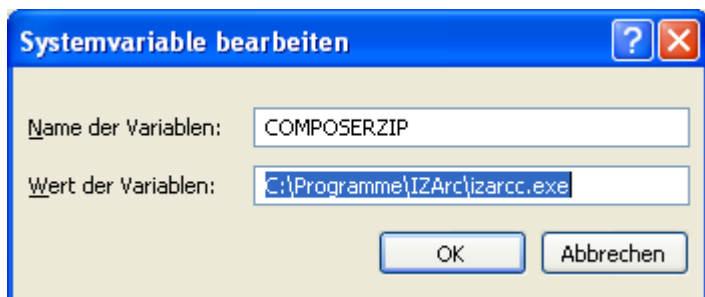 Systemvariable bearbeiten
Name der Variablen: COMPOSERZIP
Wert der Variablen: C:\Programme\IZArc\izarcc.exe
OK Abbrechen